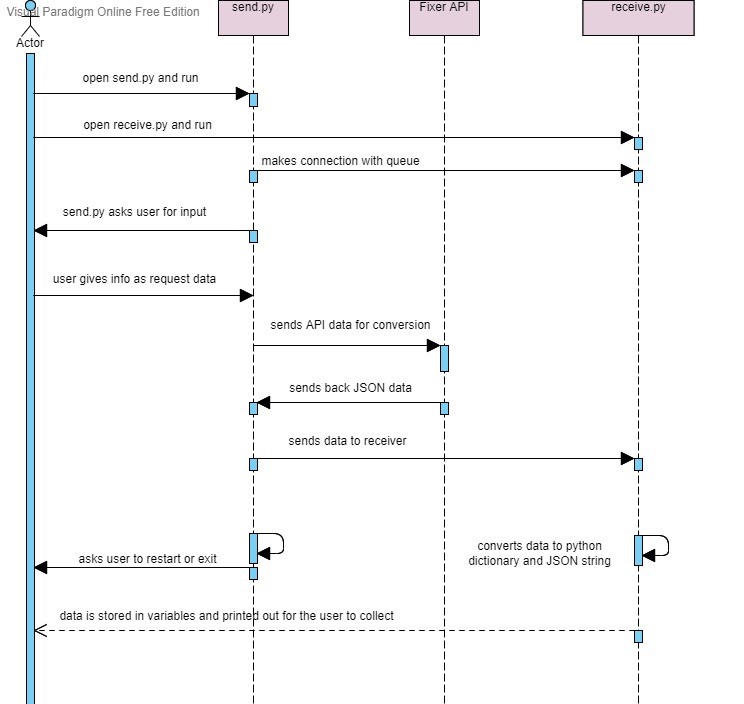 Visual Paradigm Online Free Edition
send.py
Fixer API
receive.py
Actor
open send.py and run
open receive.py and run
makes connection with queue
send.py asks user for input
user gives info as request data
sends API data for conversion
sends back JSON data
sends data to receiver
converts data to python
dictionary and JSON string
asks user to restart or exit
data is stored in variables and printed out for the user to collect